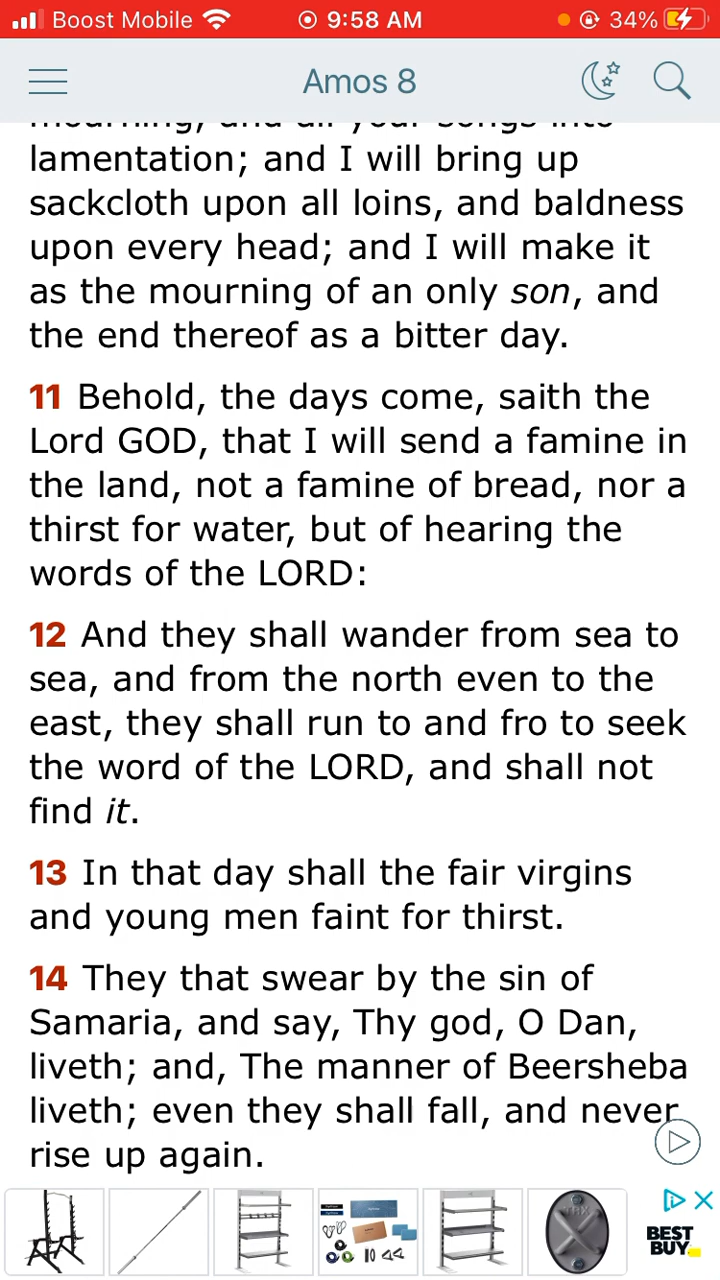 Boost Mobile 9:58 AM 34%
Amos 8
mourning, and all your songs into
lamentation; and I will bring up
sackcloth upon all loins, and baldness
upon every head; and I will make it
as the mourning of an only son, and
the end thereof as a bitter day.
11 Behold, the days come, saith the
Lord GOD, that I will send a famine in
the land, not a famine of bread, nor a
thirst for water, but of hearing the
words of the LORD:
12 And they shall wander from sea to
sea, and from the north even to the
east, they shall run to and fro to seek
the word of the LORD, and shall not
find it.
13 In that day shall the fair virgins
and young men faint for thirst.
14 They that swear by the sin of
Samaria, and say, Thy god, O Dan,
liveth; and, The manner of Beersheba
liveth; even they shall fall, and never
rise up again.
TRX
BEST
BUY